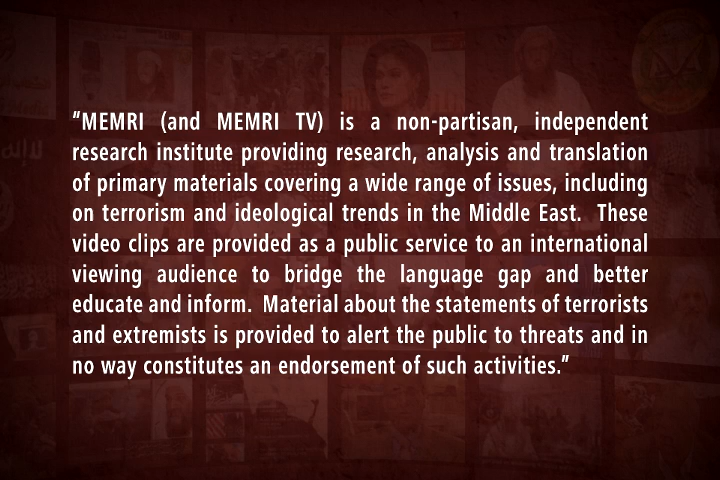 "MEMRI (and MEMRI TV) is a non-partisan, independent
research institute providing research, analysis and translation
of primary materials covering a wide range of issues, including
on terrorism and ideological trends in the Middle East. These
video clips are provided as a public service to an international
viewing audience to bridge the language gap and better
educate and inform. Material about the statements of terrorists
and extremists is provided to alert the public to threats and in
no way constitutes an endorsement of such activities."